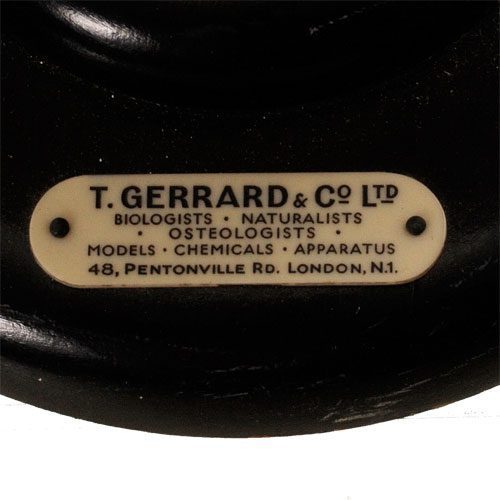 T. GERRARD & Cº LTD
BIOLOGISTS · NATURALISTS
· OSTEOLOGISTS ·
MODELS · CHEMICALS · APPARATUS
48, PENTONVILLE RD. LONDON, N.1.